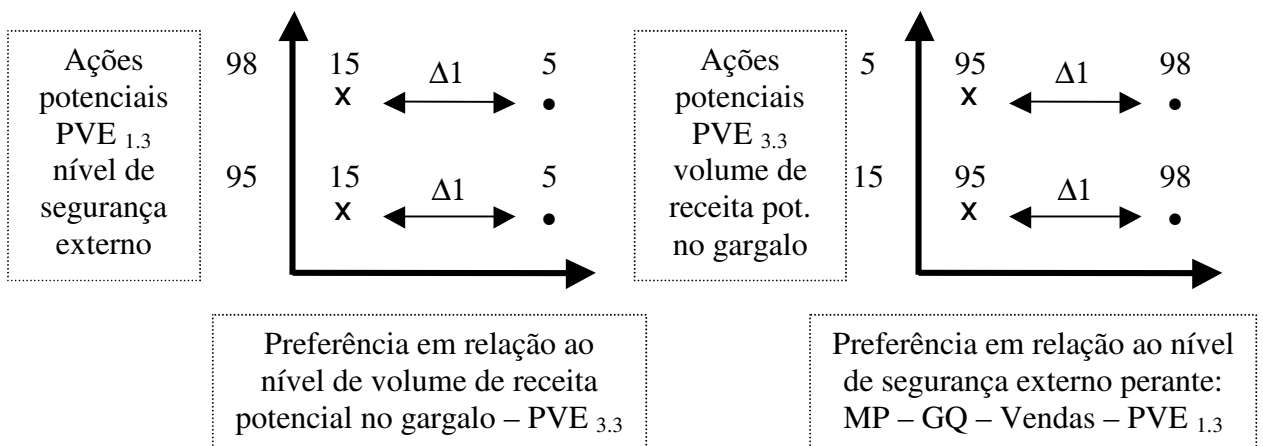 Ações
potenciais
PVE 1.3
nível de
segurança
externo
98
15
x
Δ1
5
•
95
15
x
Δ1
5
•
Preferência em relação ao
nível de volume de receita
potencial no gargalo – PVE 3.3
Ações
potenciais
PVE 3.3
volume de
receita pot.
no gargalo
5
95
x
Δ1
98
•
15
95
x
Δ1
98
•
Preferência em relação ao nível
de segurança externo perante:
MP – GQ – Vendas – PVE 1.3